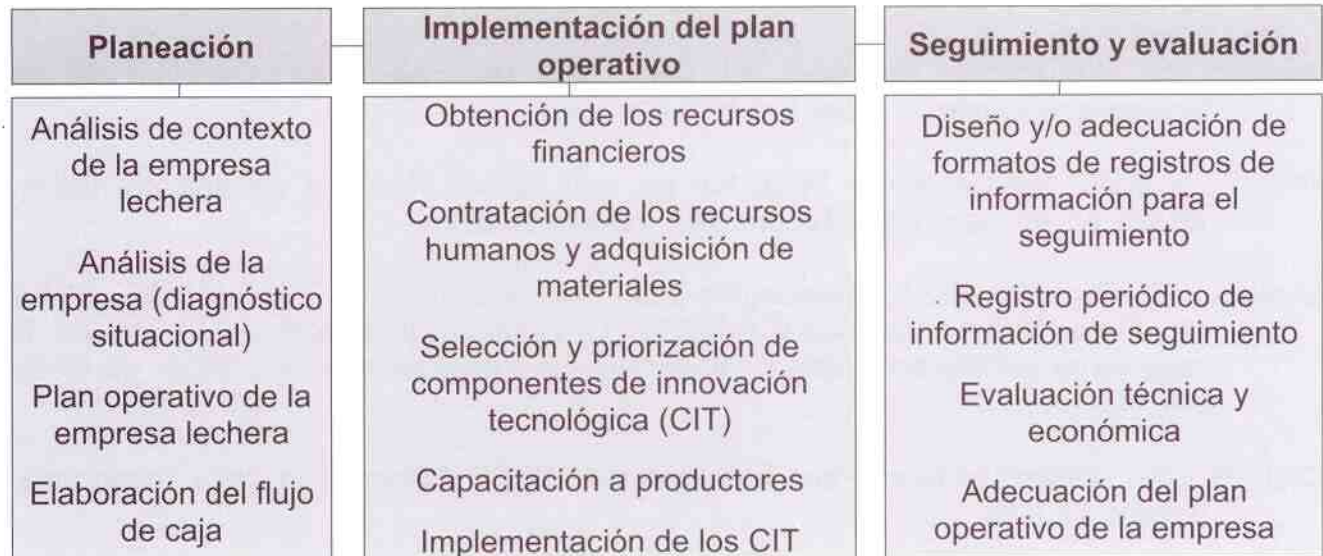 Planeación
Análisis de contexto
de la empresa
lechera
Análisis de la
empresa (diagnóstico
situacional)
Plan operativo de la
empresa lechera
Elaboración del flujo
de caja
Implementación del plan
operativo
Obtención de los recursos
financieros
Contratación de los recursos
humanos y adquisición de
materiales
Selección y priorización de
componentes de innovación
tecnológica (CIT)
Capacitación a productores
Implementación de los CIT
Seguimiento y evaluación
Diseño y/o adecuación de
formatos de registros de
información para el
seguimiento
Registro periódico de
información de seguimiento
Evaluación técnica y
económica
Adecuación del plan
operativo de la empresa